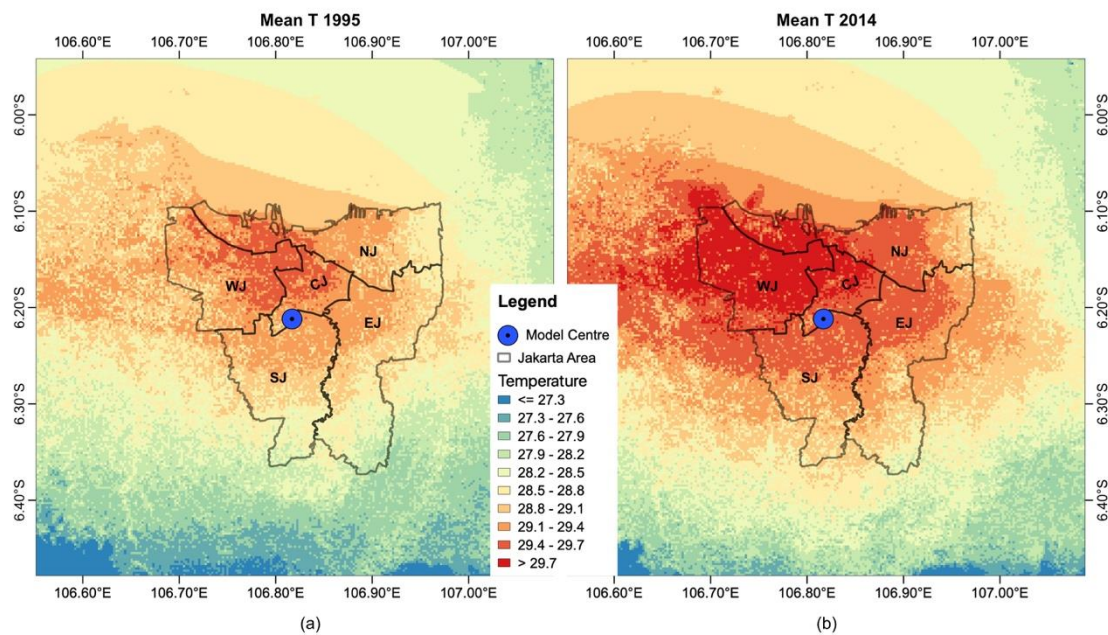 Mean T 1995
106.60°E 106.70°E 106.80°E 106.90°E 107.00°E
6.00°S
6.10°S
6.20°S
6.30°S
6.40°S
NJ
WJ
CJ
EJ
SJ
106.60°E 106.70°E 106.80°E 106.90°E 107.00°E
(a)
Legend
Model Centre
Jakarta Area
Temperature
<= 27.3
27.3 - 27.6
27.6 - 27.9
27.9 - 28.2
28.2 - 28.5
28.5 - 28.8
28.8 - 29.1
29.1 - 29.4
29.4 - 29.7
> 29.7
Mean T 2014
106.60°E 106.70°E 106.80°E 106.90°E 107.00°E
NJ
WJ
CJ
EJ
SJ
6.00°S
6.10°S
6.20°S
6.30°S
6.40°S
106.60°E 106.70°E 106.80°E 106.90°E 107.00°E
(b)